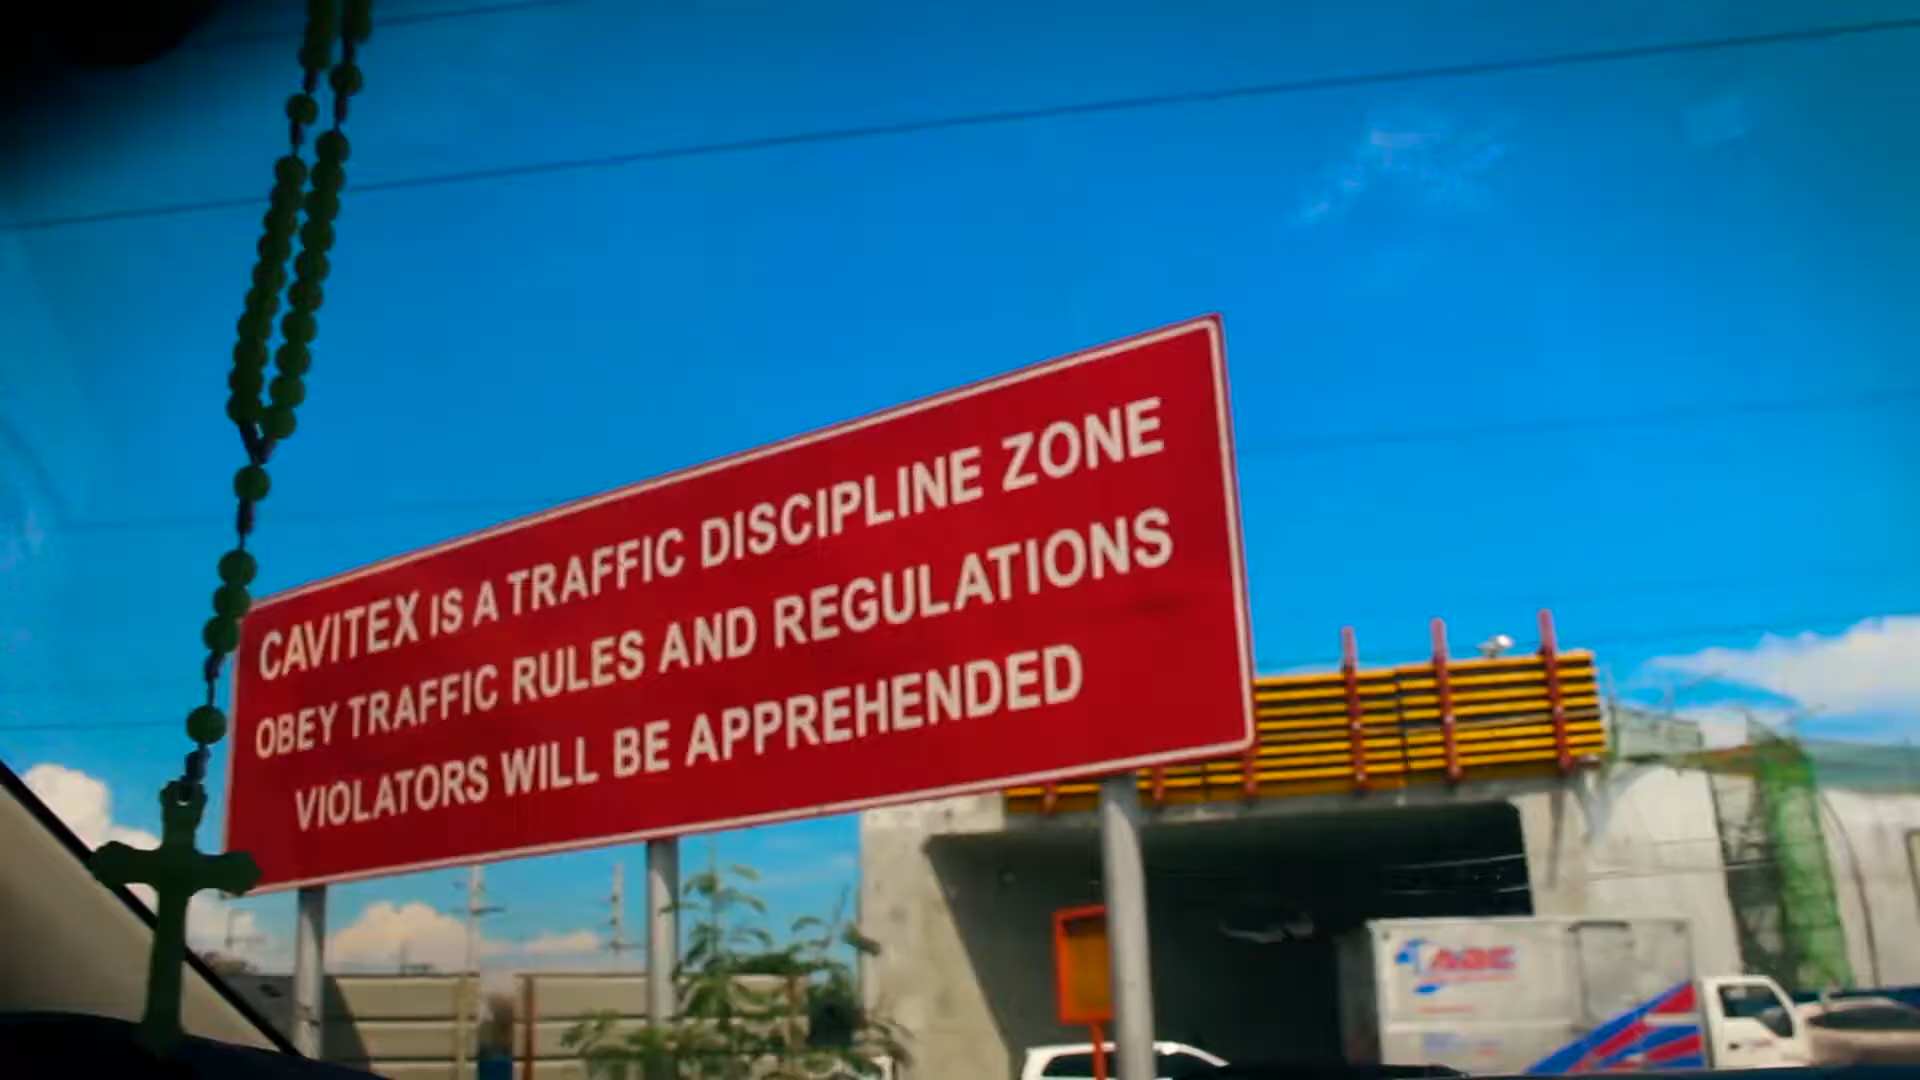 CAVITEX IS A TRAFFIC DISCIPLINE ZONE
OBEY TRAFFIC RULES AND REGULATIONS
VIOLATORS WILL BE APPREHENDED